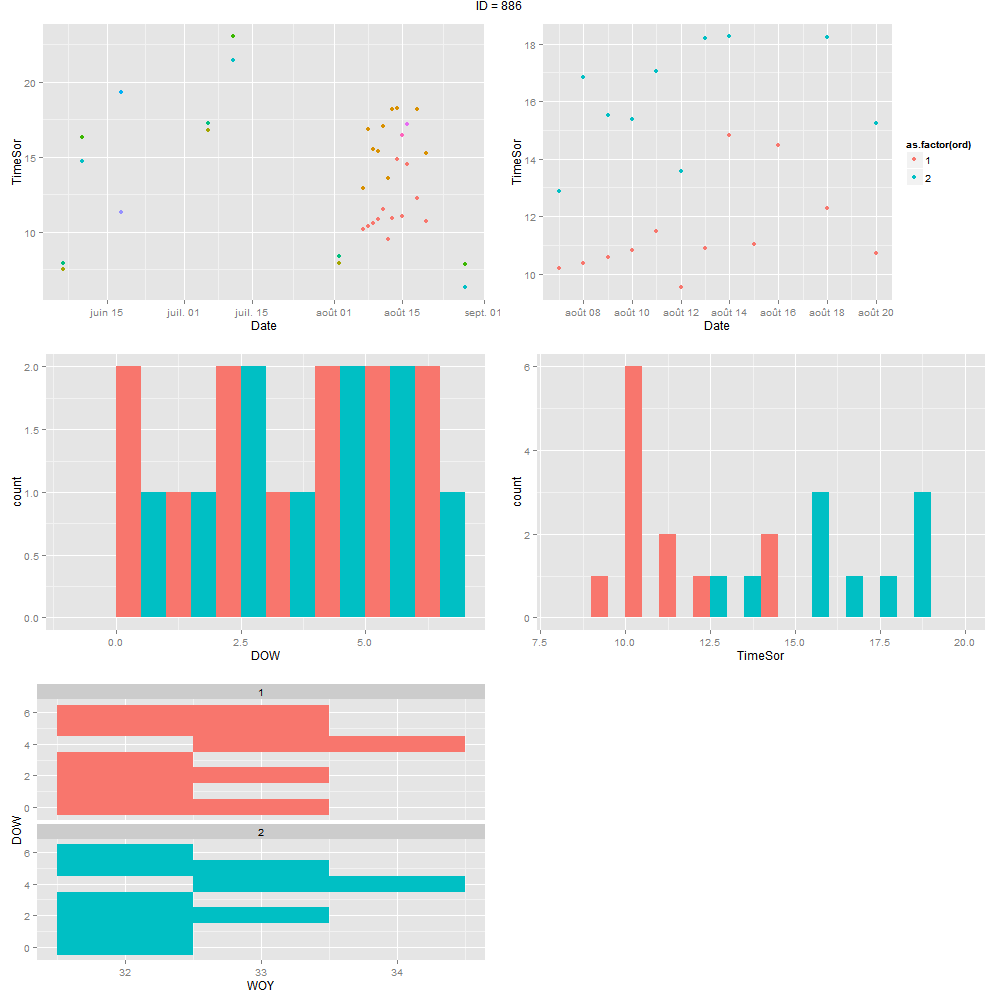 ID = 886
TimeSor
20
15
10
juin 15
juil. 01
juil. 15
août 01
août 15
sept. 01
Date
TimeSor
18
16
14
12
10
août 08
août 10
août 12
août 14
août 16
août 18
août 20
Date
as.factor(ord)
1
2
count
2.0
1.5
1.0
0.5
0.0
0.0
2.5
5.0
DOW
count
6
4
2
0
7.5
10.0
12.5
15.0
17.5
20.0
TimeSor
DOW
1
6
4
2
0
2
6
4
2
0
32
33
34
WOY